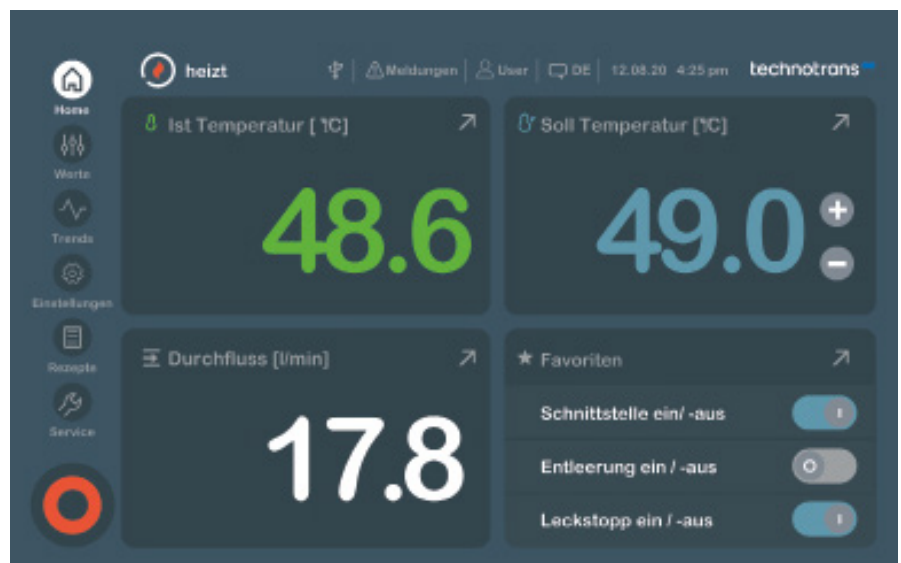 heizt
Meldungen
User
DE
12.08.20 4:25 pm
technotrans
Home
Werte
Trends
Einstellungen
Rezepte
Service
Ist Temperatur [°C]
48.6
Soll Temperatur [°C]
49.0
Durchfluss [l/min]
17.8
Favoriten
Schnittstelle ein/ -aus
Entleerung ein / -aus
Leckstopp ein / -aus